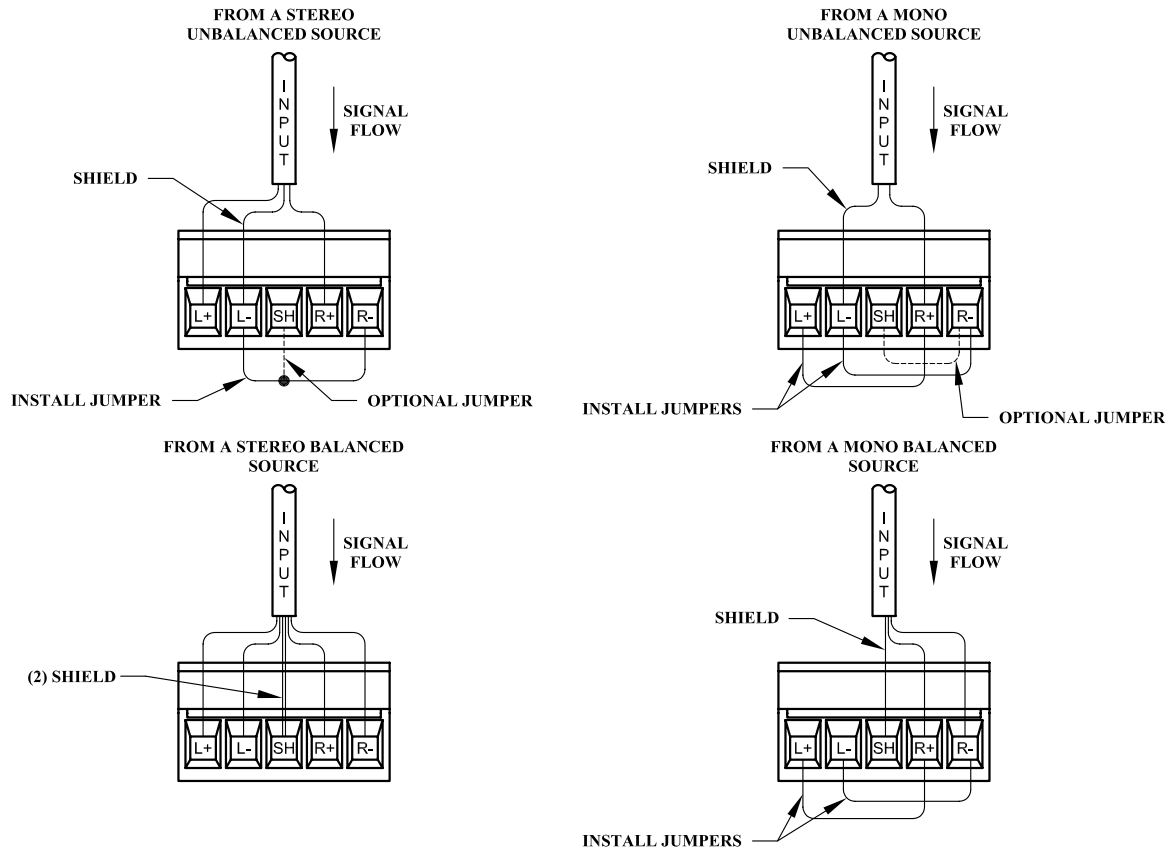 FROM A STEREO
UNBALANCED SOURCE
INPUT
SIGNAL
FLOW
SHIELD
L+ L- SH R+ R-
INSTALL JUMPER
OPTIONAL JUMPER
FROM A MONO
UNBALANCED SOURCE
INPUT
SIGNAL
FLOW
SHIELD
L+ L- SH R+ R-
INSTALL JUMPERS
OPTIONAL JUMPER
FROM A STEREO BALANCED
SOURCE
INPUT
SIGNAL
FLOW
(2) SHIELD
L+ L- SH R+ R-
FROM A MONO BALANCED
SOURCE
INPUT
SIGNAL
FLOW
SHIELD
L+ L- SH R+ R-
INSTALL JUMPERS